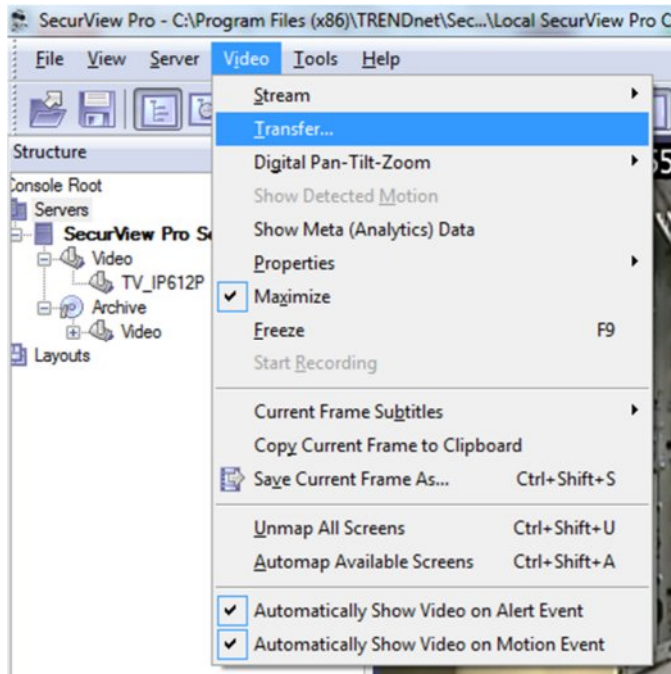 SecurView Pro - C:\Program Files (x86)\TRENDnet\Sec...\Local SecurView Pro
File View Server Video Tools Help
Structure
Console Root
Servers
SecurView Pro
Video
TV_IP612P
Archive
Video
Layouts
Stream
Transfer...
Digital Pan-Tilt-Zoom
Show Detected Motion
Show Meta (Analytics) Data
Properties
Maximize
Freeze F9
Start Recording
Current Frame Subtitles
Copy Current Frame to Clipboard
Save Current Frame As... Ctrl+Shift+S
Unmap All Screens Ctrl+Shift+U
Automap Available Screens Ctrl+Shift+A
Automatically Show Video on Alert Event
Automatically Show Video on Motion Event